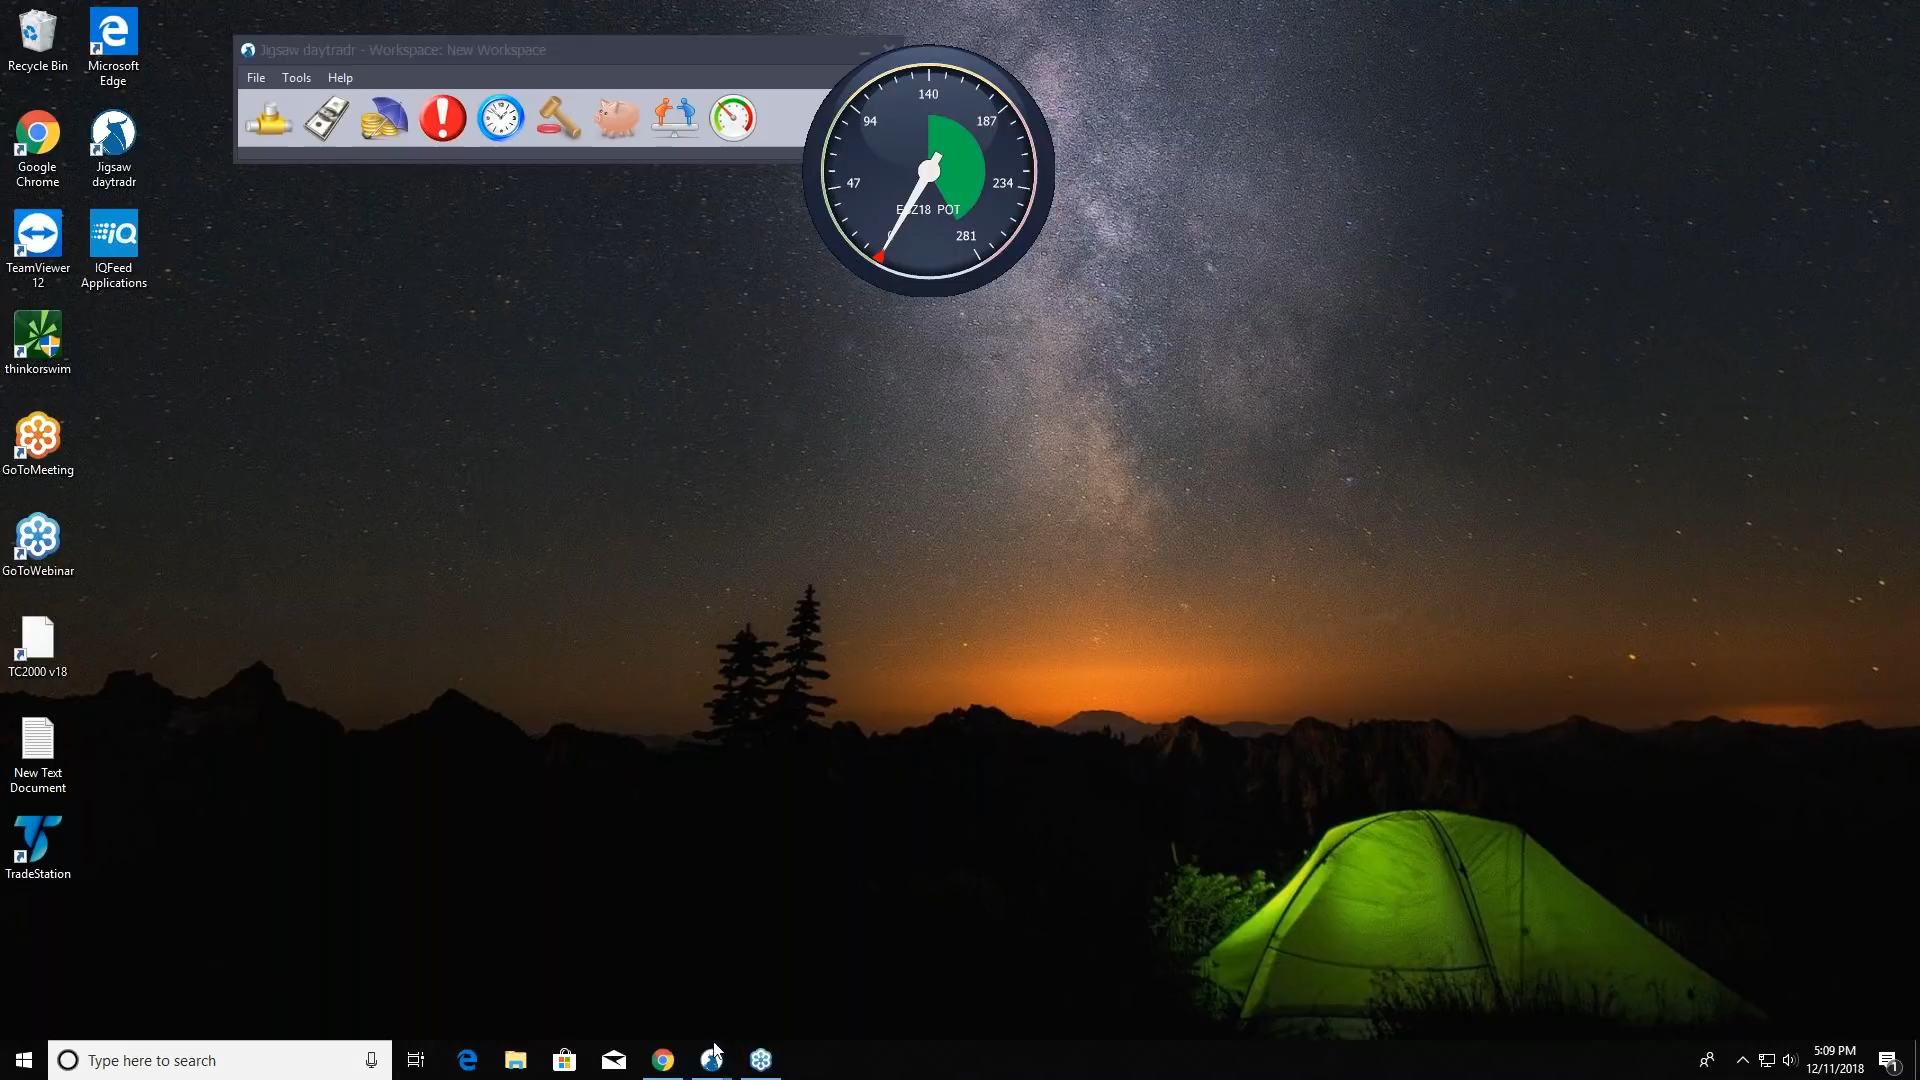 Recycle Bin
Microsoft
Edge
Google
Chrome
Jigsaw
daytradr
TeamViewer
12
IQFeed
Applications
thinkorswim
GoToMeeting
GoToWebinar
TC2000 v18
New Text
Document
TradeStation
Jigsaw daytradr - Workspace: New Workspace
File Tools Help
140
94 187
47 234
POT
281
Type here to search
5:09 PM
12/11/2018
1